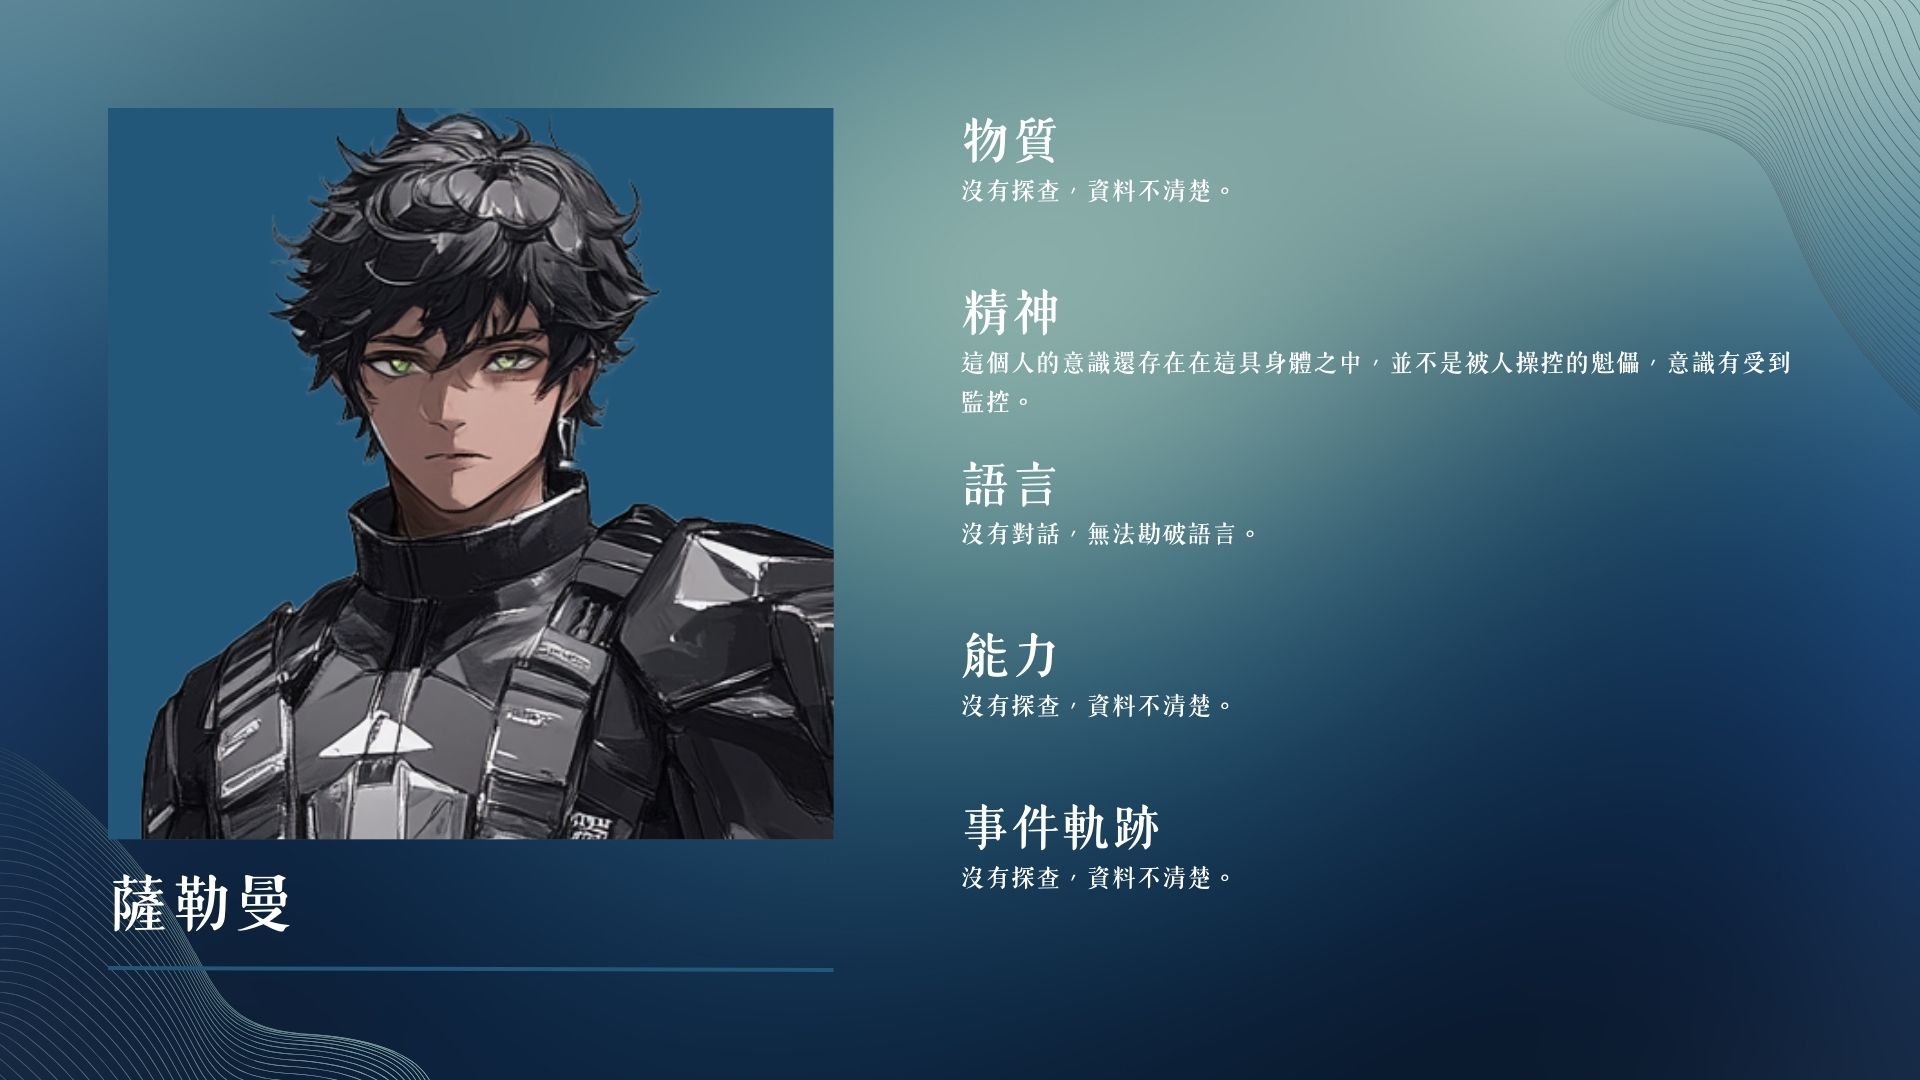 物質
沒有探查，資料不清楚。
精神
這個人的意識還存在在這具身體之中，並不是被人操控的魁儡，意識有受到
監控。
語言
沒有對話，無法勘破語言。
能力
沒有探查，資料不清楚。
事件軌跡
沒有探查，資料不清楚。
薩勒曼